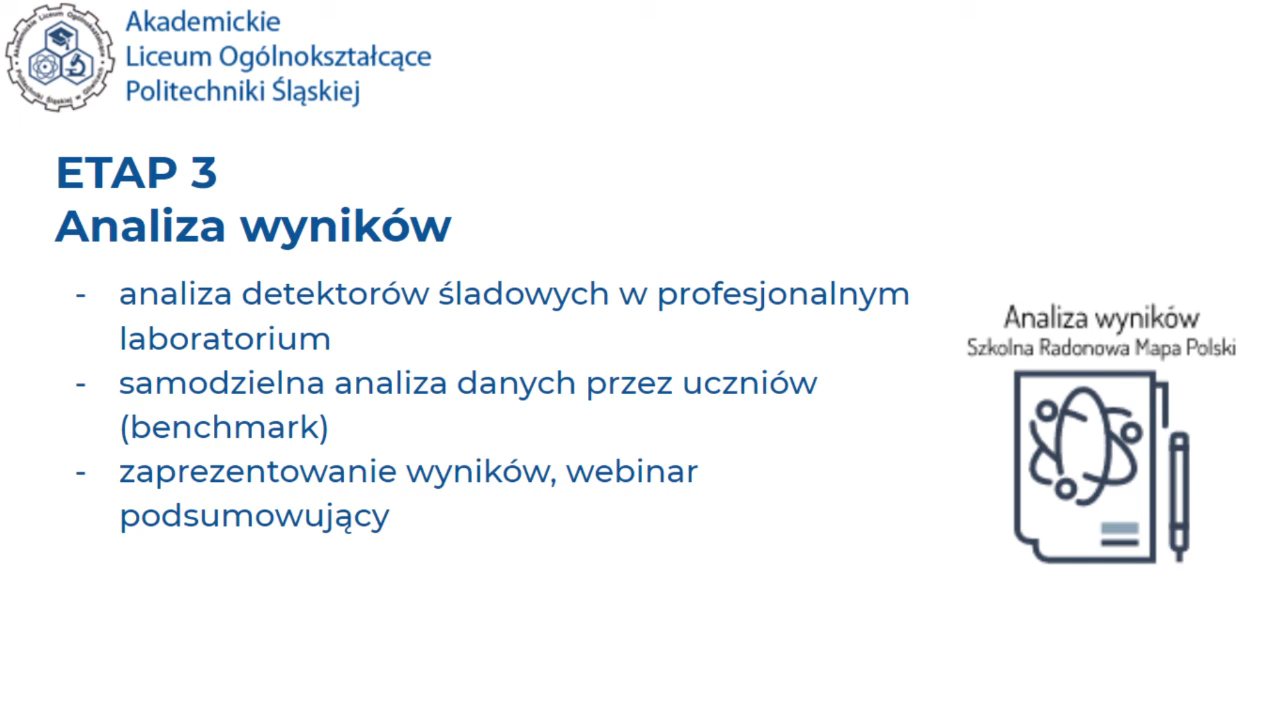 Akademickie
Liceum Ogólnokształcące
Politechniki Śląskiej
ETAP 3
Analiza wyników
- analiza detektorów śladowych w profesjonalnym
laboratorium
- samodzielna analiza danych przez uczniów
(benchmark)
- zaprezentowanie wyników, webinar
podsumowujący
Analiza wyników
Szkolna Radonowa Mapa Polski